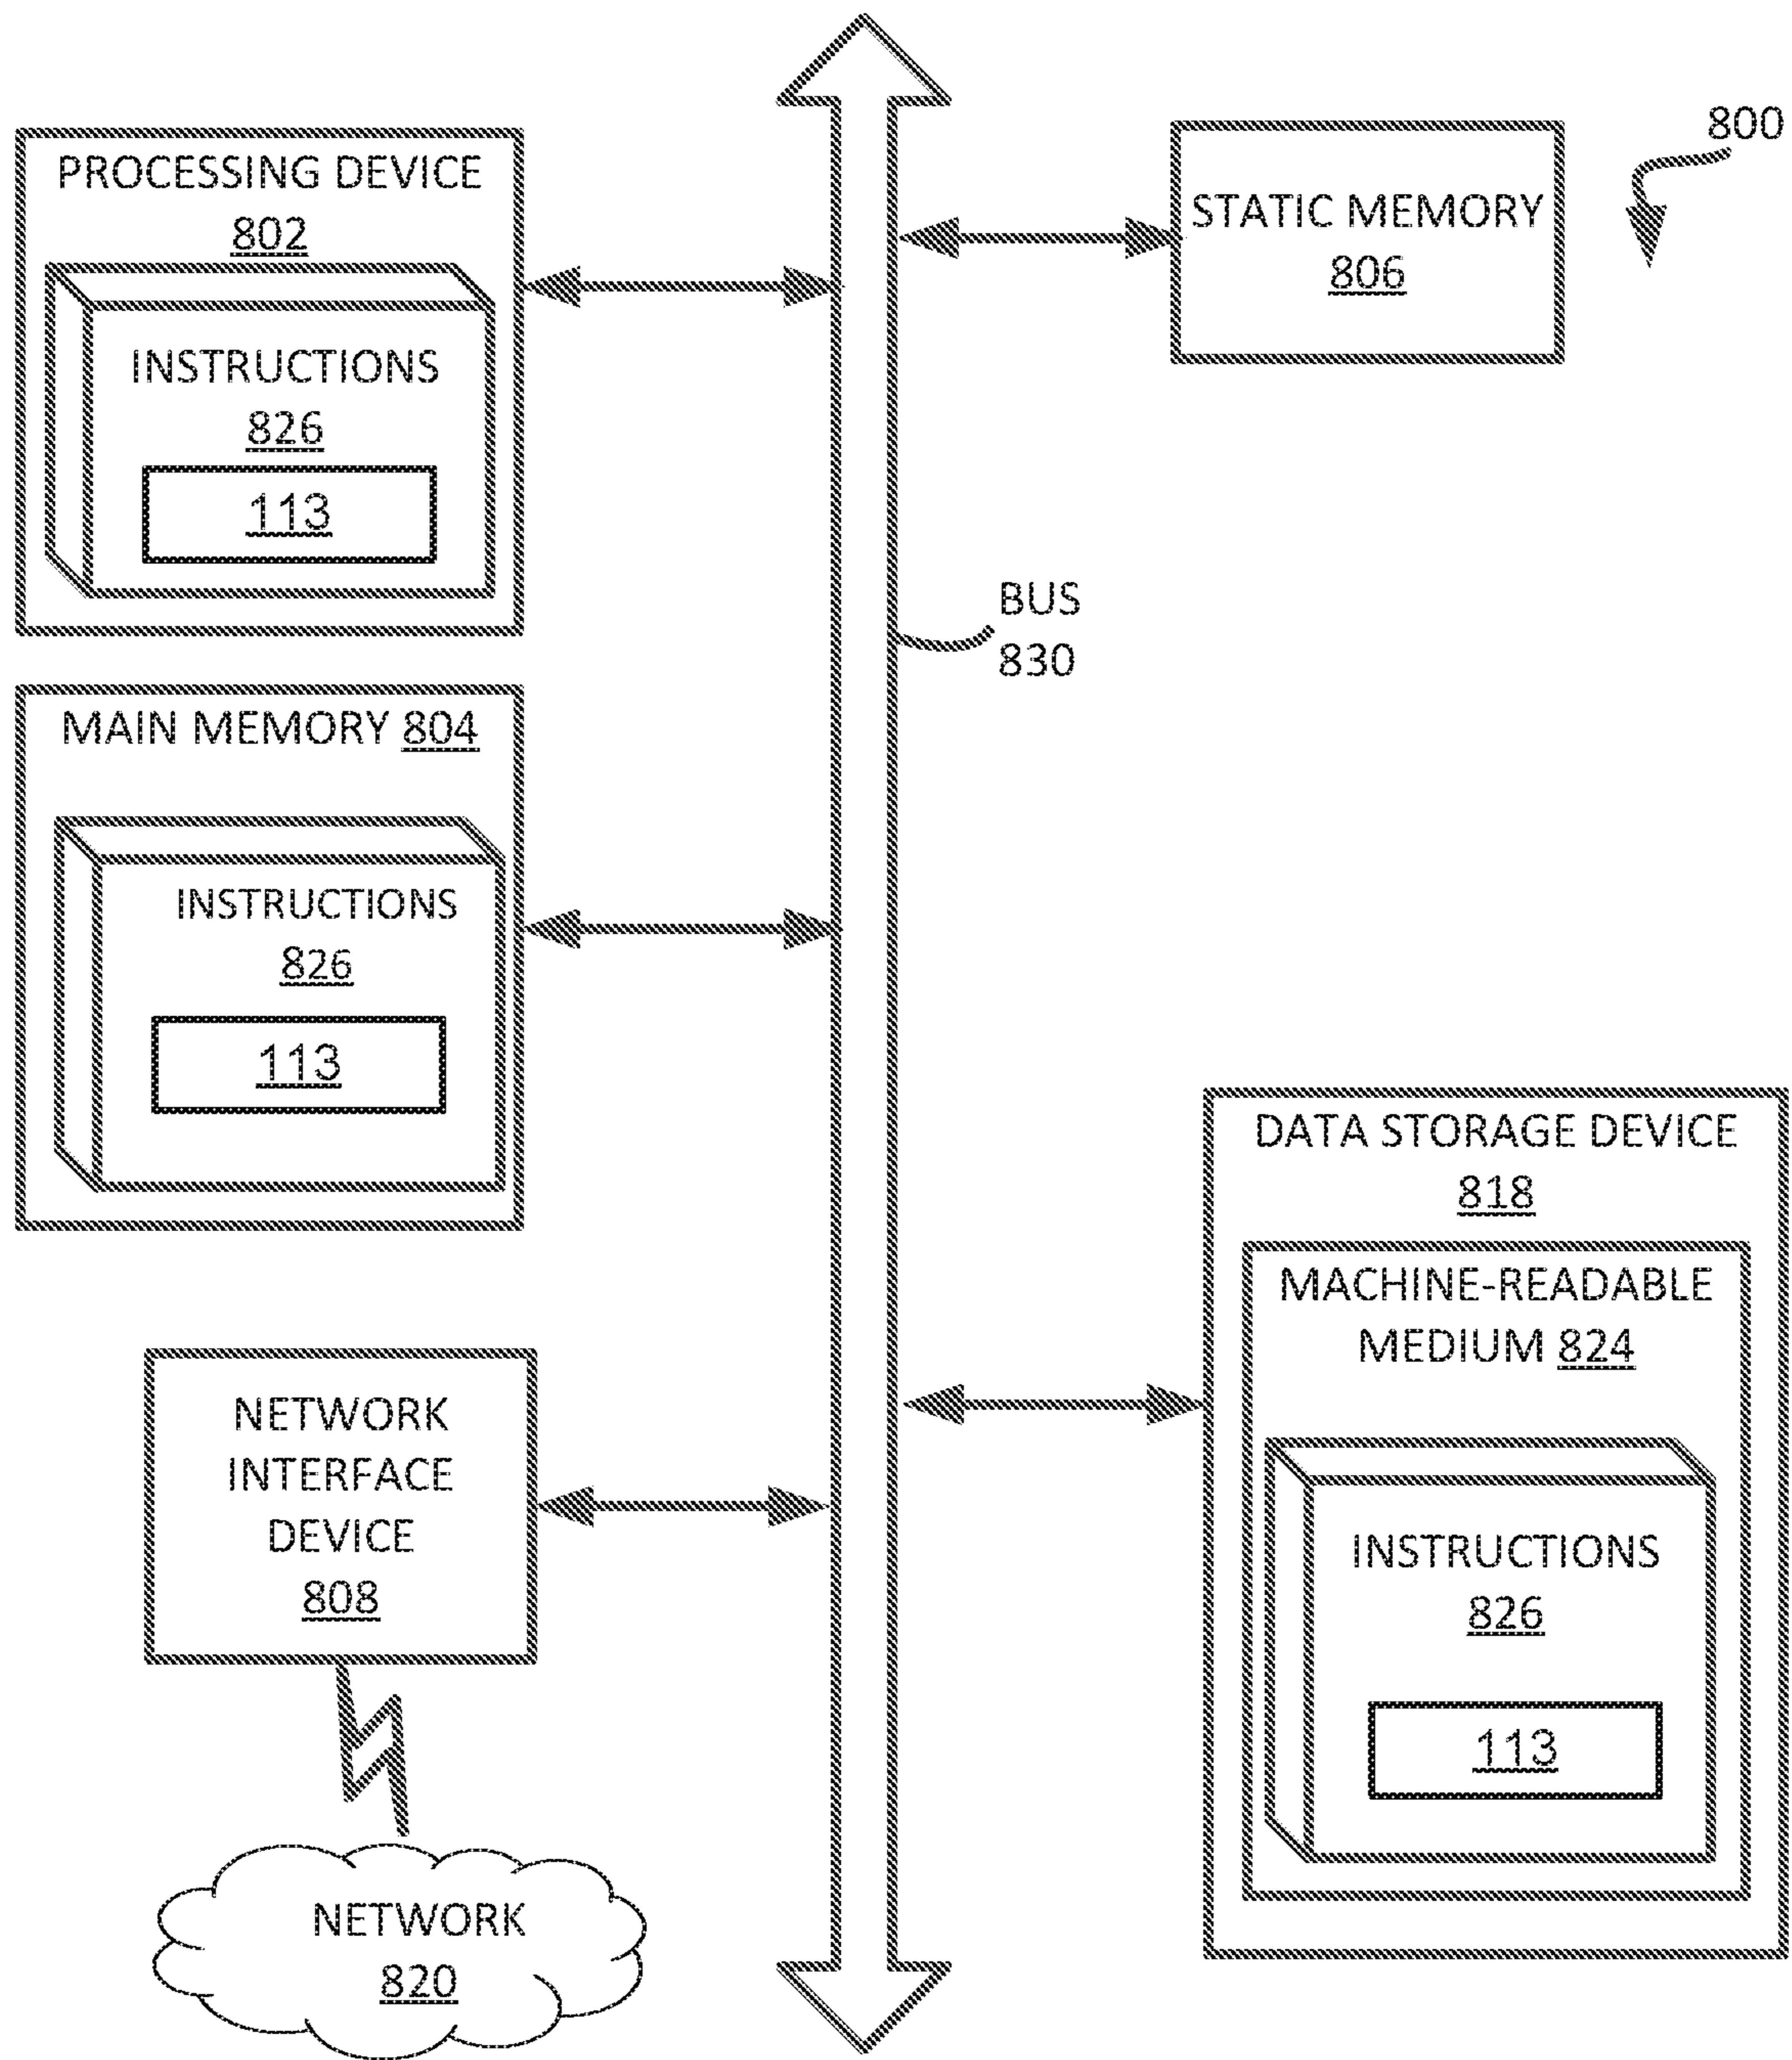 PROCESSING DEVICE
802
INSTRUCTIONS
826
113
STATIC MEMORY
806
800
BUS
830
MAIN MEMORY 804
INSTRUCTIONS
826
113
DATA STORAGE DEVICE
818
MACHINE-READABLE
MEDIUM 824
INSTRUCTIONS
826
113
NETWORK
INTERFACE
DEVICE
808
NETWORK
820